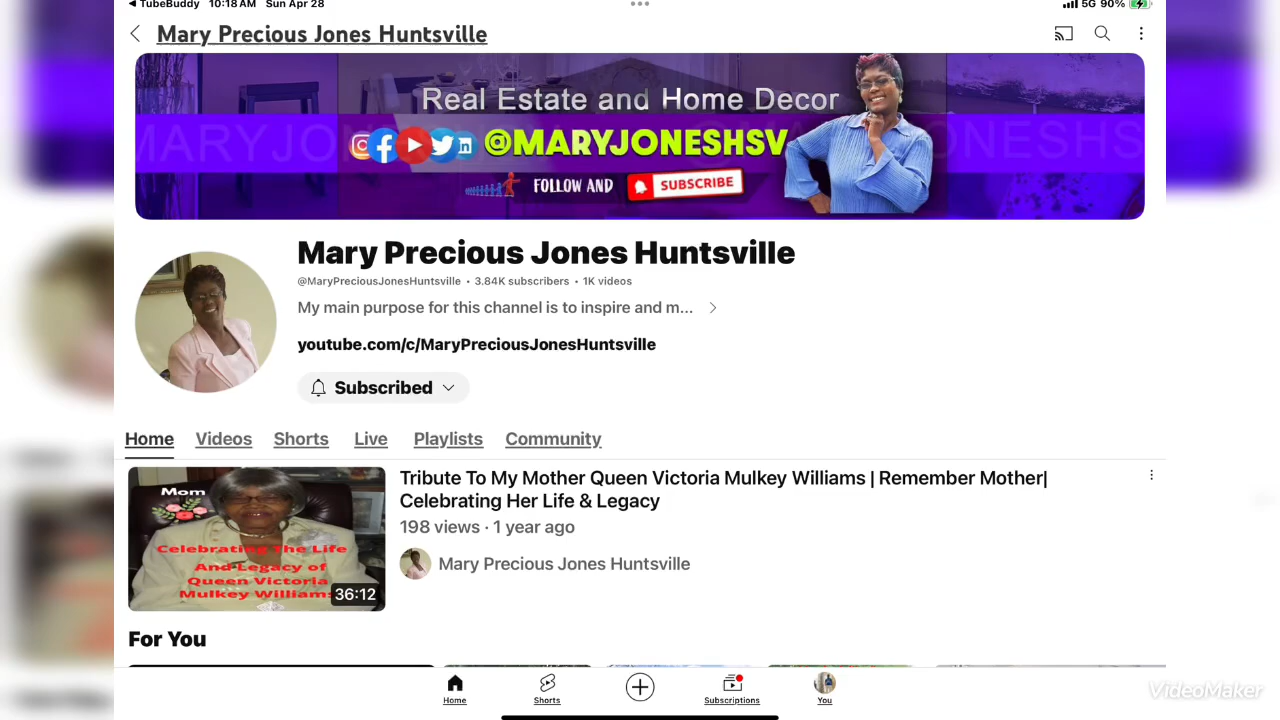 TubeBuddy 10:18 AM Sun Apr 28
5G 90%
Mary Precious Jones Huntsville
Real Estate and Home Decor
MARYJO
@MARYJONESHSV
NESHS
FOLLOW AND SUBSCRIBE
Mary Precious Jones Huntsville
@MaryPreciousJonesHuntsville • 3.84K subscribers • 1K videos
My main purpose for this channel is to inspire and m...
youtube.com/c/MaryPreciousJonesHuntsville
Subscribed
Home Videos Shorts Live Playlists Community
Mom
Celebrating The Life
And Legacy of
Queen Victoria
Mulkey Williams
36:12
Tribute To My Mother Queen Victoria Mulkey Williams | Remember Mother|
Celebrating Her Life & Legacy
198 views · 1 year ago
Mary Precious Jones Huntsville
For You
Home Shorts Subscriptions You
VideoMaker